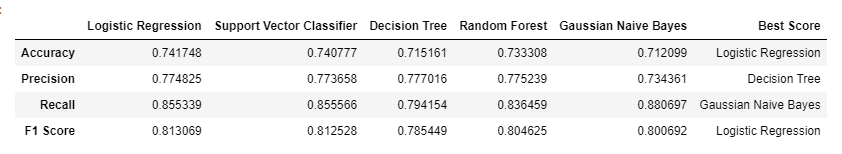 Logistic Regression Support Vector Classifier Decision Tree Random Forest Gaussian Naive Bayes Best Score
Accuracy 0.741748 0.740777 0.715161 0.733308 0.712099 Logistic Regression
Precision 0.774825 0.773658 0.777016 0.775239 0.734361 Decision Tree
Recall 0.855339 0.855566 0.794154 0.836459 0.880697 Gaussian Naive Bayes
F1 Score 0.813069 0.812528 0.785449 0.804625 0.800692 Logistic Regression